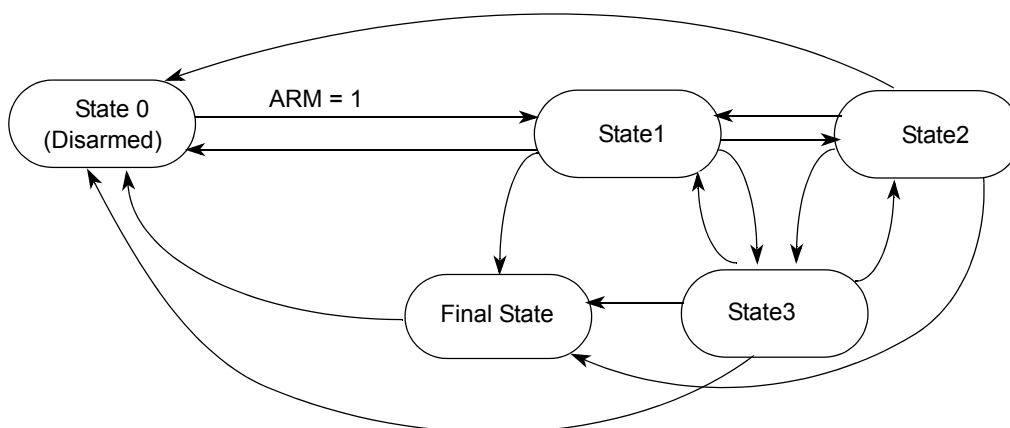 State 0
(Disarmed)
ARM = 1
State1
State2
Final State
State3